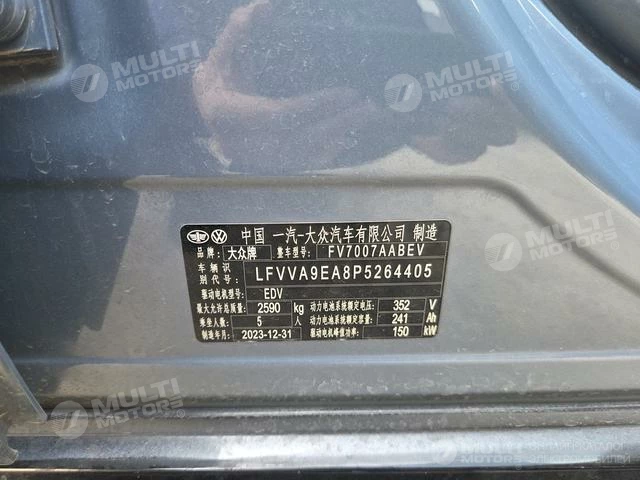 MULTI MOTORS
MULTI MOTORS
中国 一汽-大众汽车有限公司 制造
品牌: 大众牌 整车型号: FV7007AABEV
车辆识别代号: LFVVA9EA8P5264405
驱动电机型号: EDV
最大允许总质量: 2590 kg 动力电池系统额定电压: 352 V
乘坐人数: 5 人 动力电池系统额定容量: 241 Ah
制造年月: 2023-12-31 驱动电机峰值功率: 150 kW
MULTI MOTORS
MULTI MOTORS